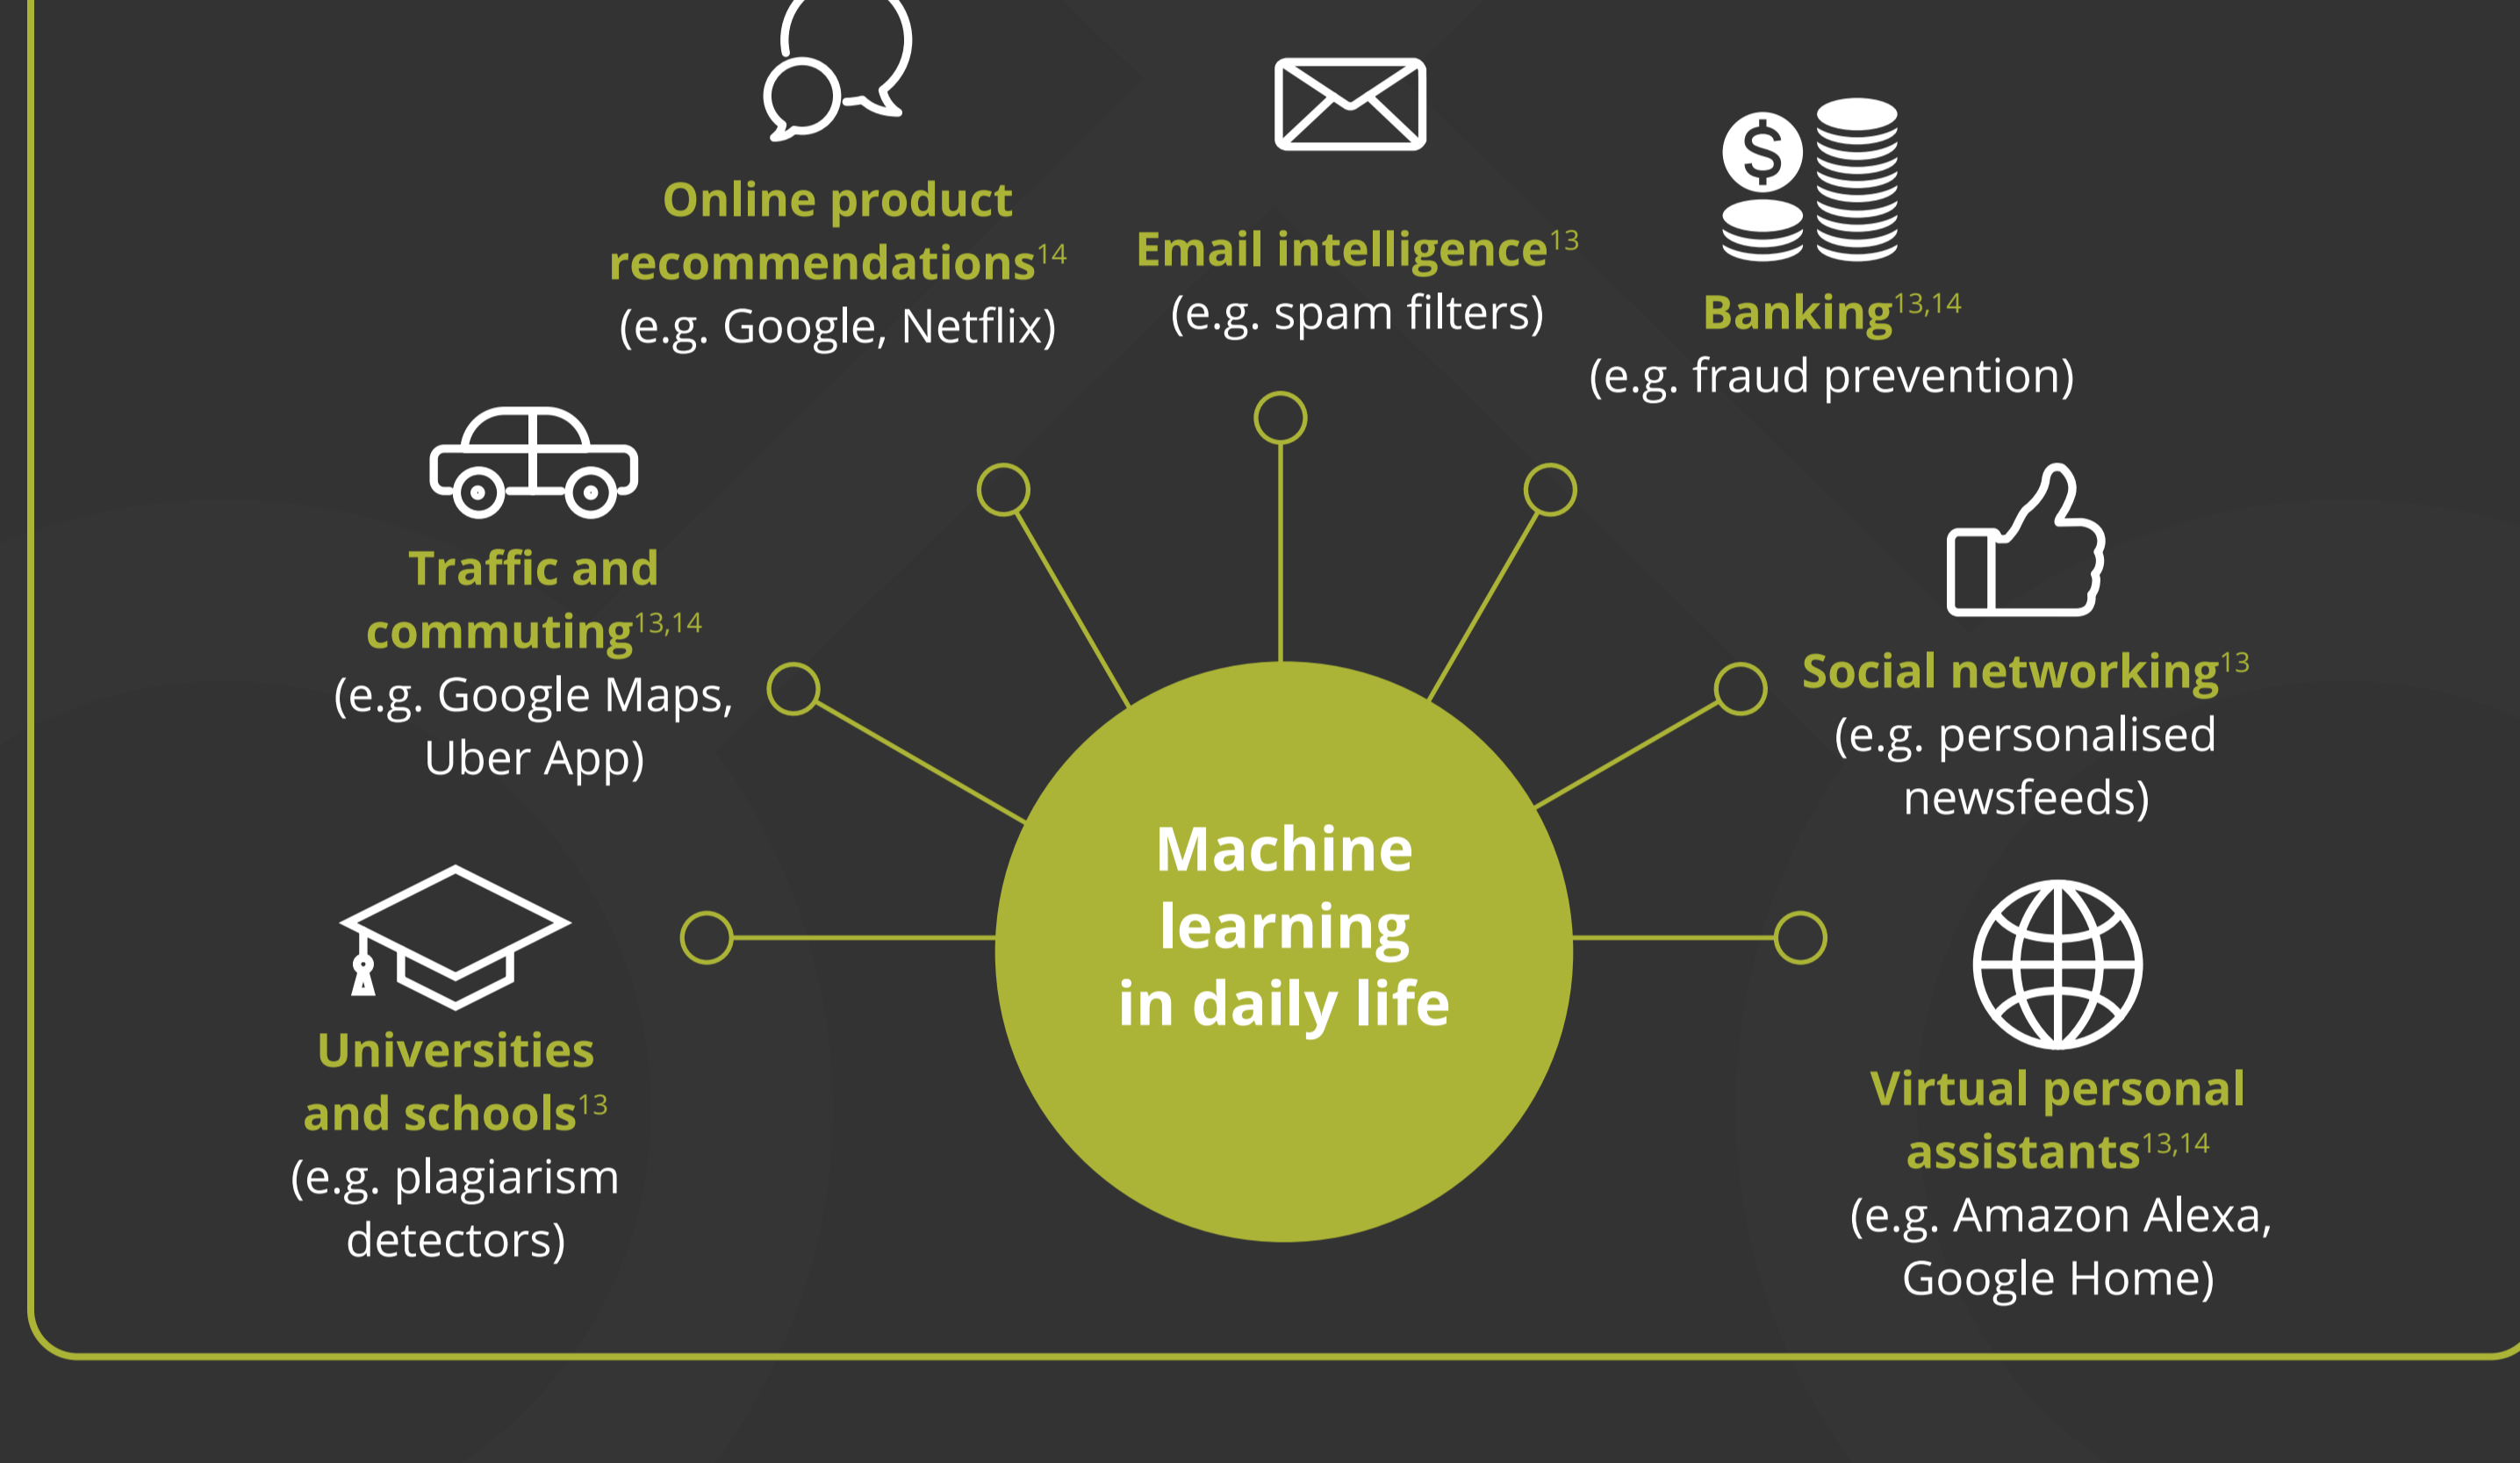 Online product
recommendations14
(e.g. Google, Netflix)
Email intelligence13
(e.g. spam filters)
$
Banking13,14
(e.g. fraud prevention)
Traffic and
commuting13,14
(e.g. Google Maps,
Uber App)
Social networking13
(e.g. personalised
newsfeeds)
Machine
learning
in daily life
Universities
and schools13
(e.g. plagiarism
detectors)
Virtual personal
assistants13,14
(e.g. Amazon Alexa,
Google Home)